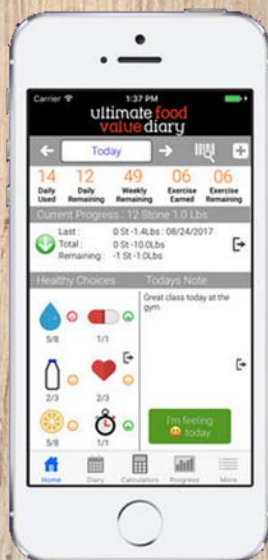 Carrier 1:37 PM
ultimate food
value diary
Today
14 12 49 06 06
Daily Used Daily Remaining Weekly Remaining Exercise Earned Exercise Remaining
Current Progress : 12 Stone 1.0 Lbs
Last : 0 St -1.4Lbs : 08/24/2017
Total : 0 St -10.0Lbs
Remaining : -1 St -1.0Lbs
Healthy Choices Todays Note
Great class today at the
gym
5/8 1/1
2/3 2/3
5/8 1/1
I'm feeling
today
Home Diary Calculators Progress More